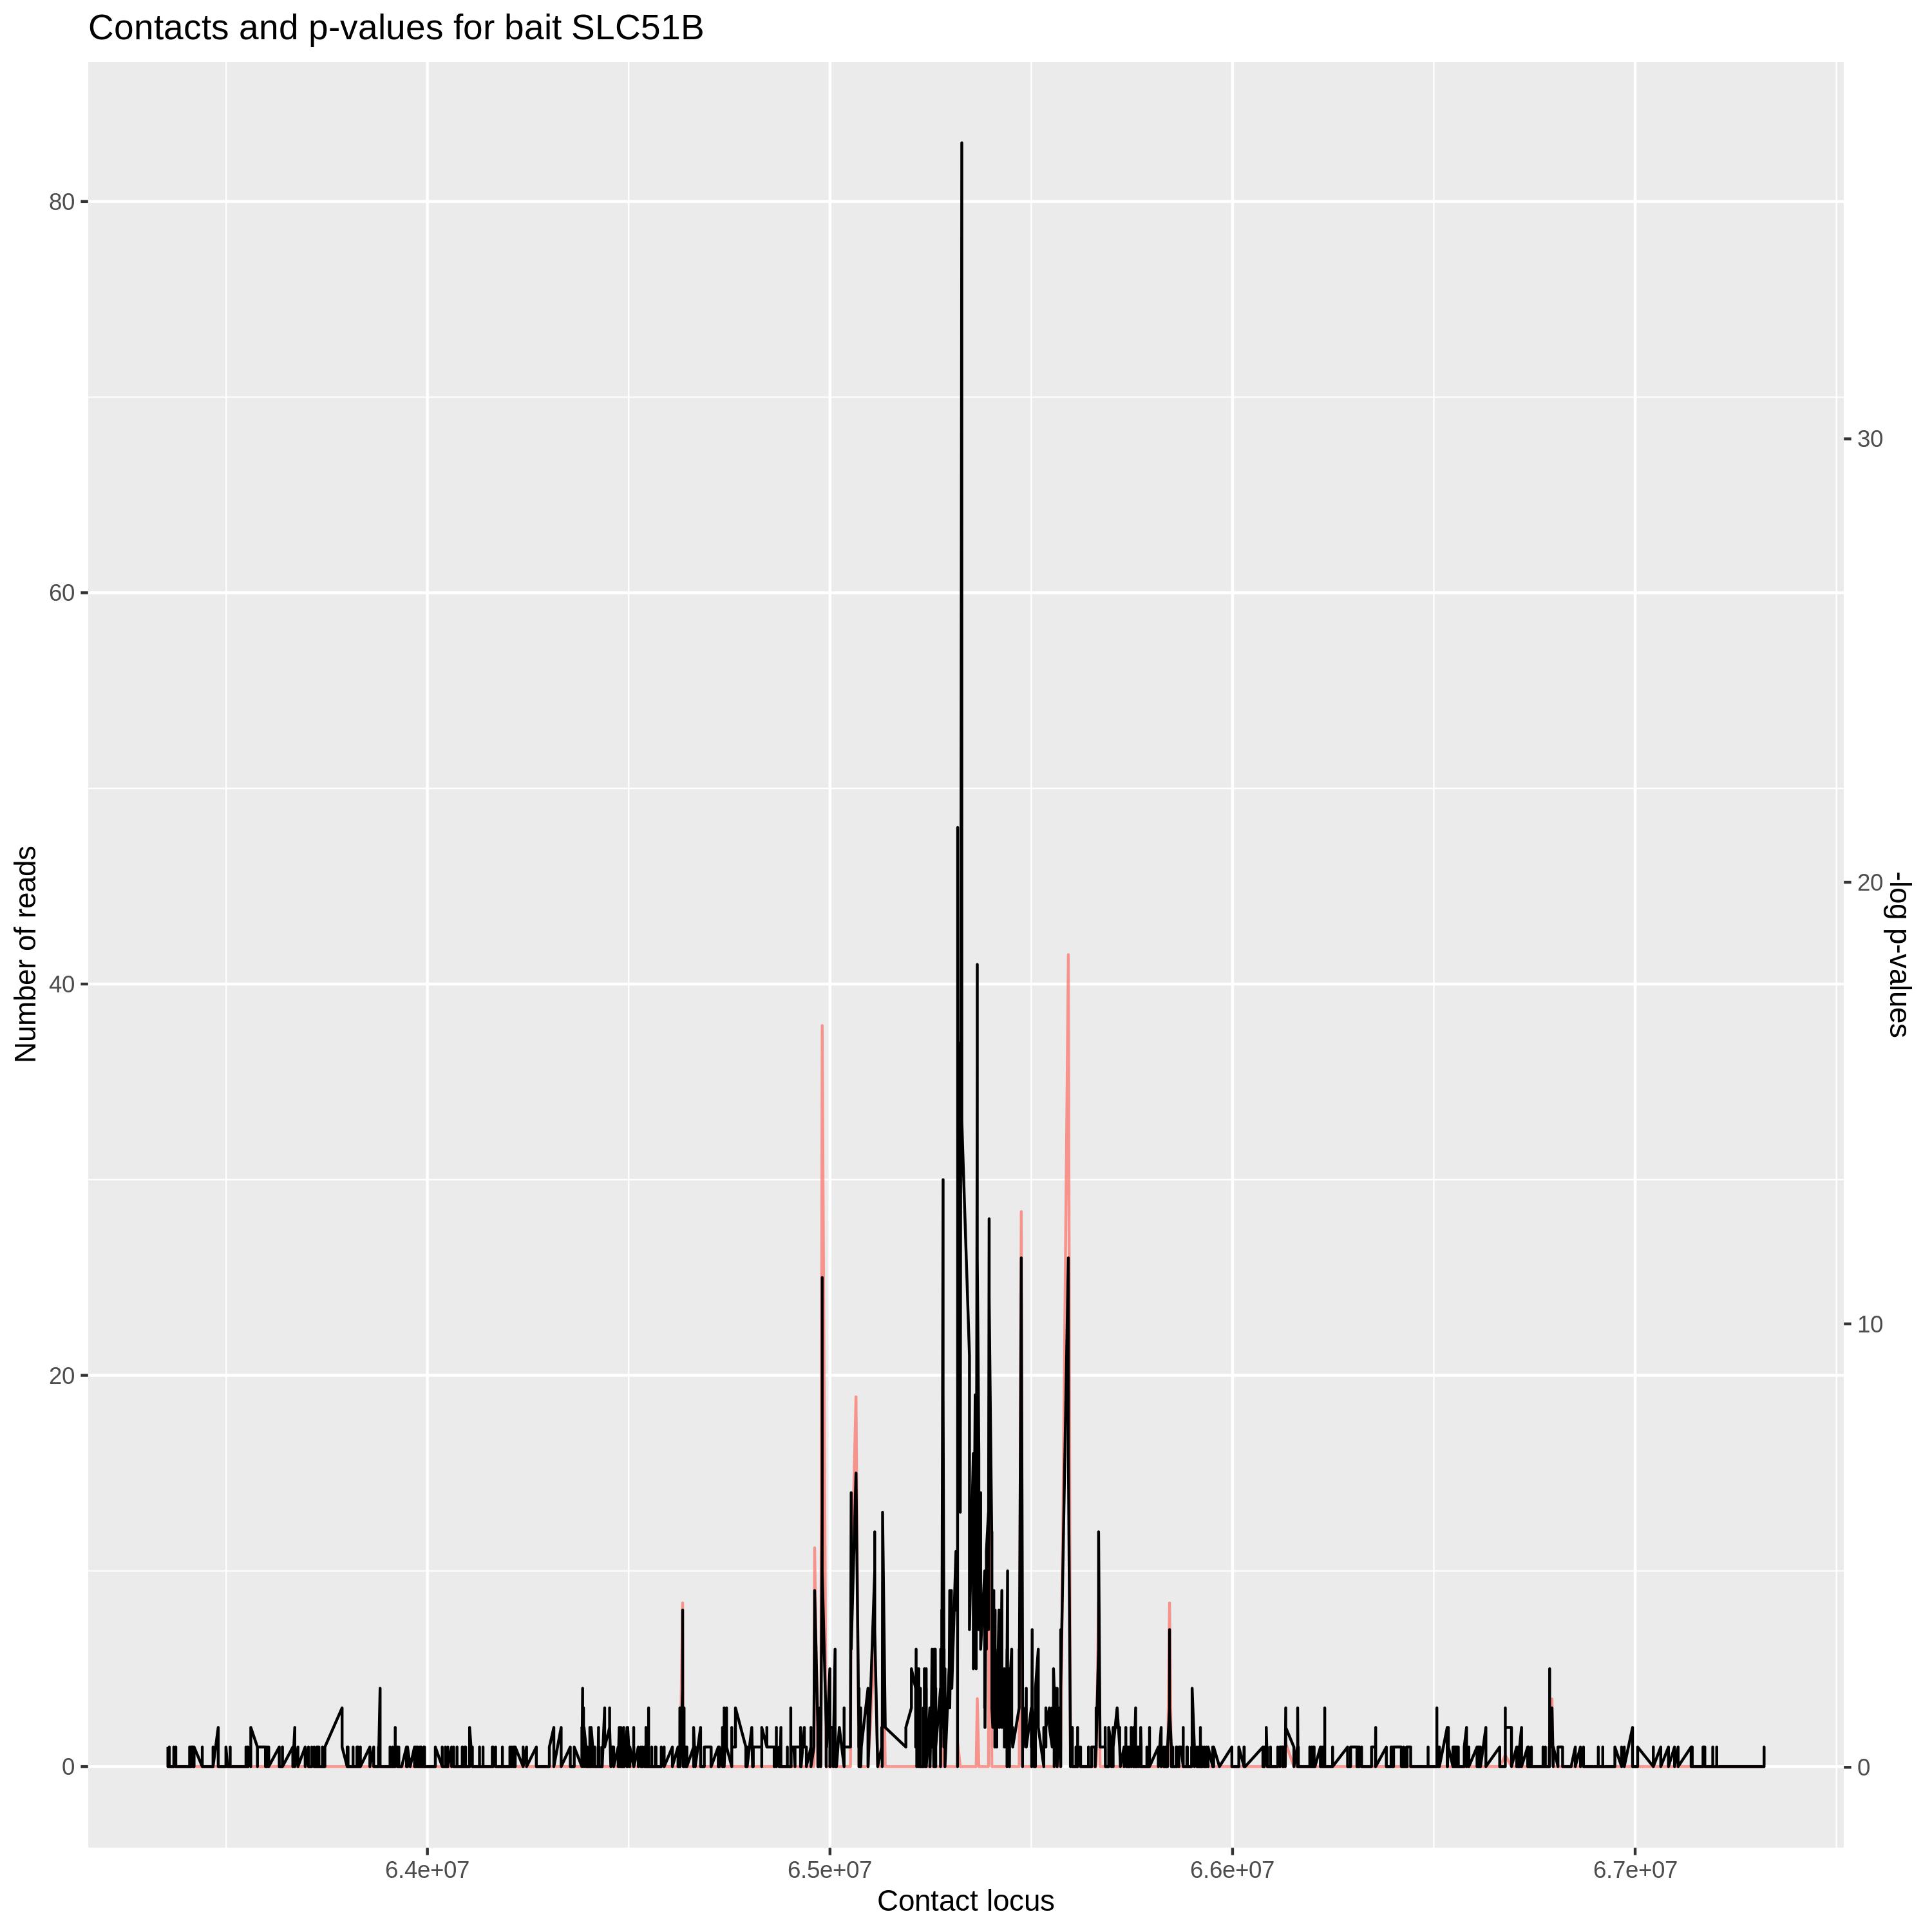 Contacts and p-values for bait SLC51B
80
60
40
20
0
Number of reads
30
20
10
0
-log p-values
6.4e+07 6.5e+07 6.6e+07 6.7e+07
Contact locus